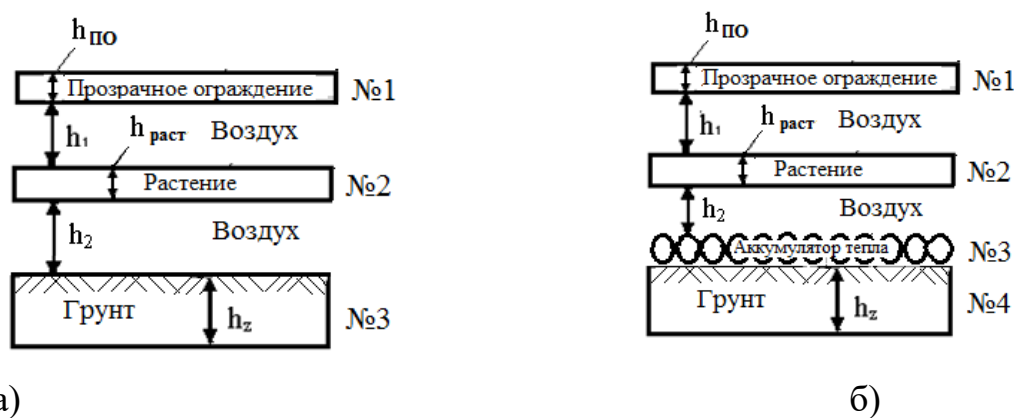 hПО
Прозрачное ограждение №1
h₁ hраст Воздух
Растение №2
h₂ Воздух
Грунт hz №3
а)
hПО
Прозрачное ограждение №1
h₁ hраст Воздух
Растение №2
h₂ Воздух
Аккумулятор тепла №3
Грунт hz №4
б)